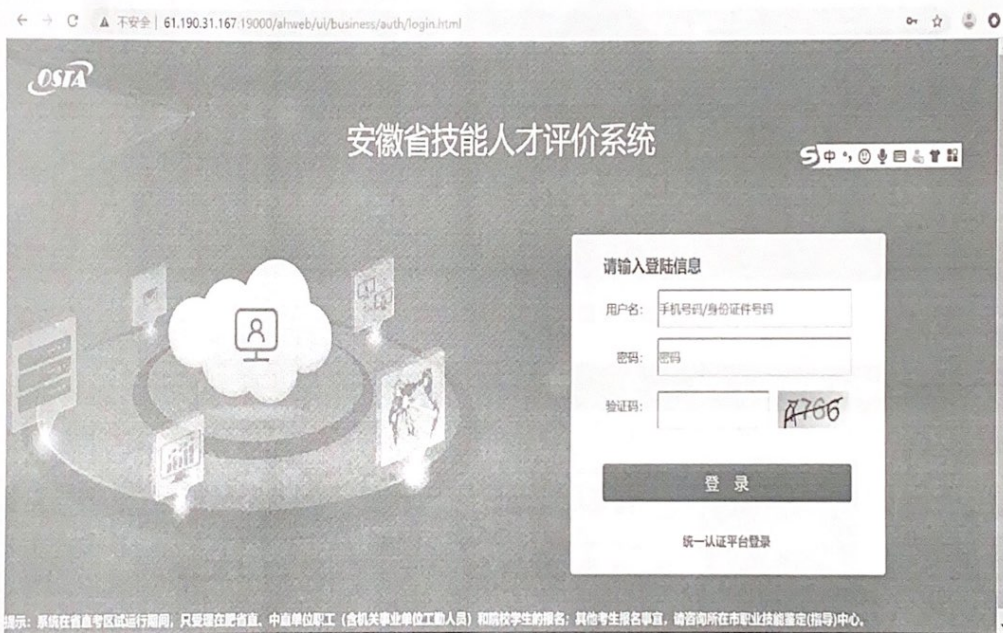 不安全 | 61.190.31.167:19000/ahweb/ui/business/auth/login.html
OSTA
安徽省技能人才评价系统
中
请输入登陆信息
用户名: 手机号码/身份证件号码
密码: 密码
验证码: A766
登 录
统一认证平台登录
提示：系统在省直考区试运行期间，只受理在肥省直、中直单位职工（含机关事业单位工勤人员）和院校学生的报名；其他考生报名事宜，请咨询所在市职业技能鉴定(指导)中心。